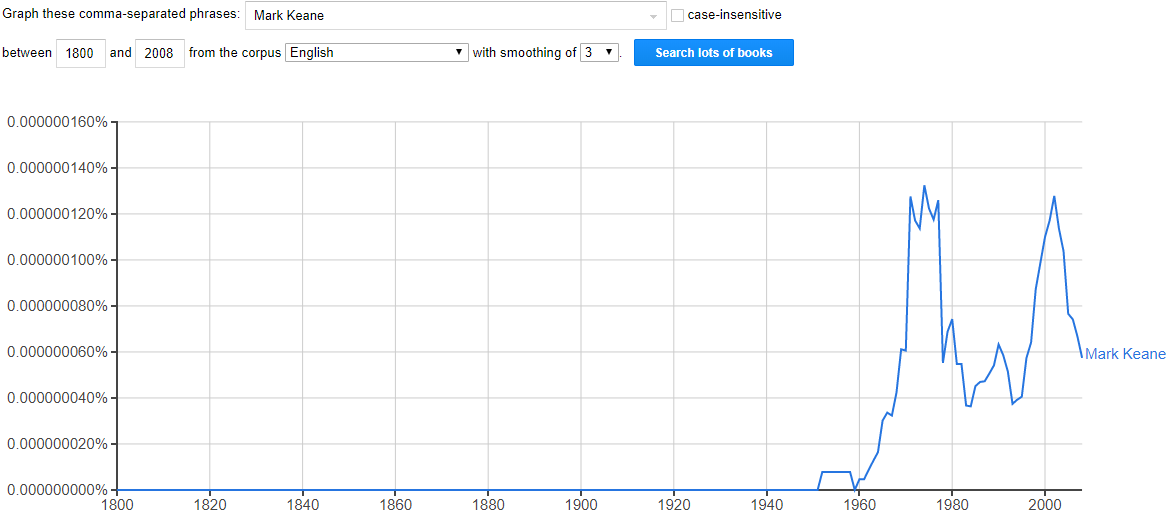 Graph these comma-separated phrases: Mark Keane case-insensitive
between 1800 and 2008 from the corpus English with smoothing of 3 . Search lots of books
0.000000160%
0.000000140%
0.000000120%
0.000000100%
0.000000080%
0.000000060%
Mark Keane
0.000000040%
0.000000020%
0.000000000%
1800 1820 1840 1860 1880 1900 1920 1940 1960 1980 2000